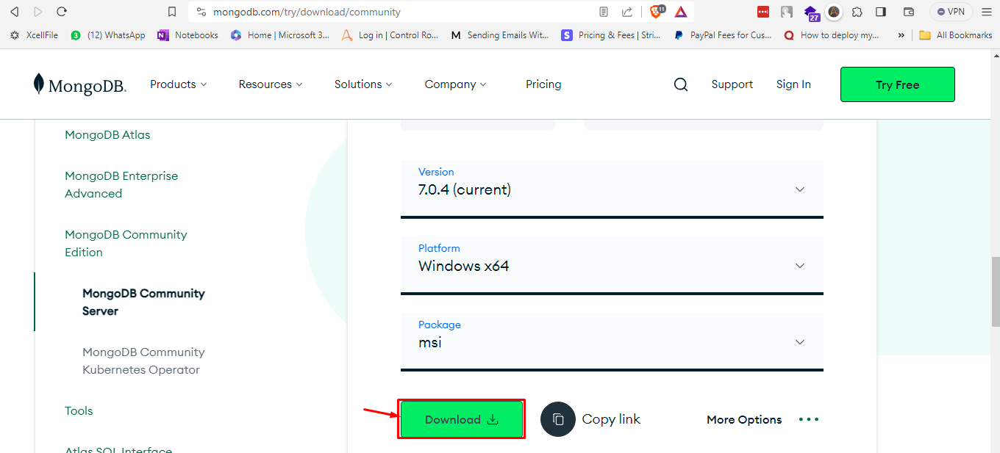 mongodb.com/try/download/community
11
27
VPN
XcellFile
3
(12) WhatsApp
N
Notebooks
Home | Microsoft 3...
Log in | Control Ro...
M
Sending Emails Wit...
S
Pricing & Fees | Stri...
PayPal Fees for Cus...
How to deploy my...
»
All Bookmarks
MongoDB.
Products
Resources
Solutions
Company
Pricing
Support
Sign In
Try Free
MongoDB Atlas
MongoDB Enterprise
Advanced
MongoDB Community
Edition
MongoDB Community
Server
MongoDB Community
Kubernetes Operator
Tools
Atlas SQL Interface
Version
7.0.4 (current)
Platform
Windows x64
Package
msi
Download
Copy link
More Options